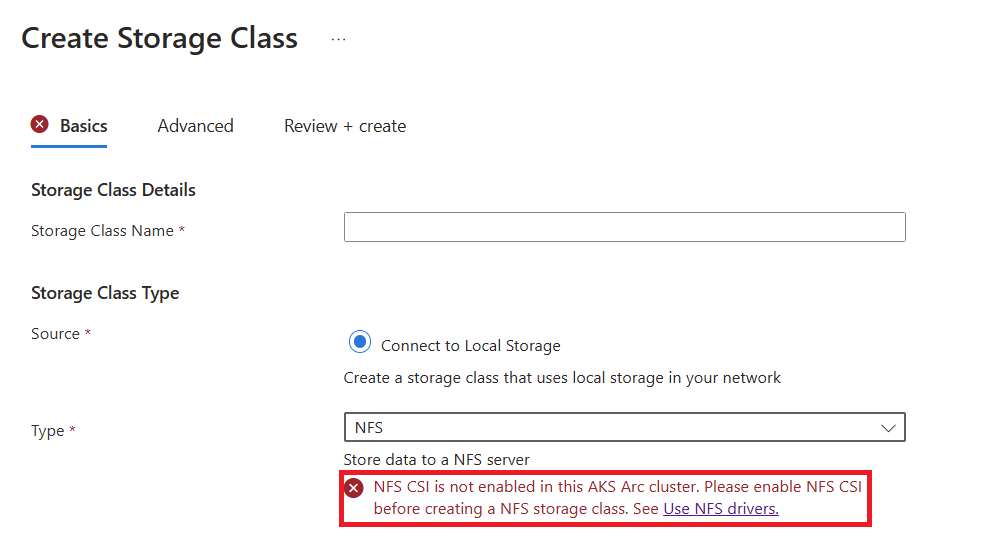 Create Storage Class ...
Basics Advanced Review + create
Storage Class Details
Storage Class Name *
Storage Class Type
Source *
Connect to Local Storage
Create a storage class that uses local storage in your network
Type *
NFS
Store data to a NFS server
NFS CSI is not enabled in this AKS Arc cluster. Please enable NFS CSI
before creating a NFS storage class. See Use NFS drivers.